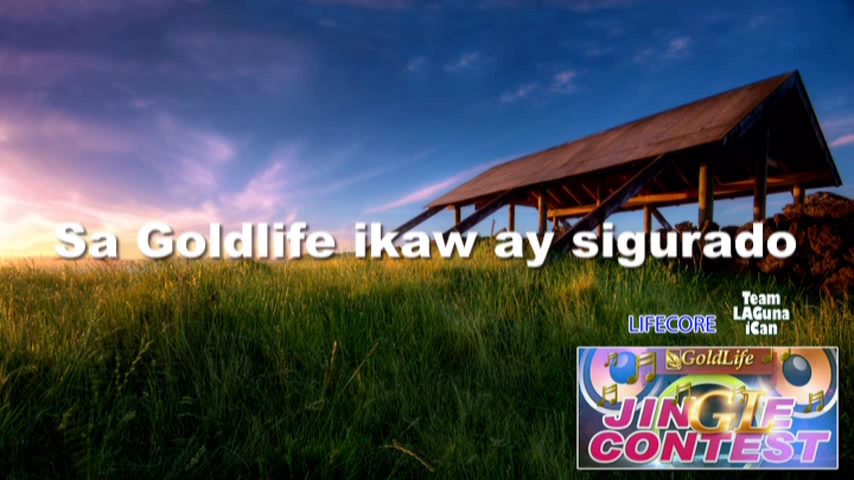 Sa Goldlife ikaw ay sigurado
LIFECORE
Team
LAGuna
iCan
GoldLife
JINGLE
CONTEST